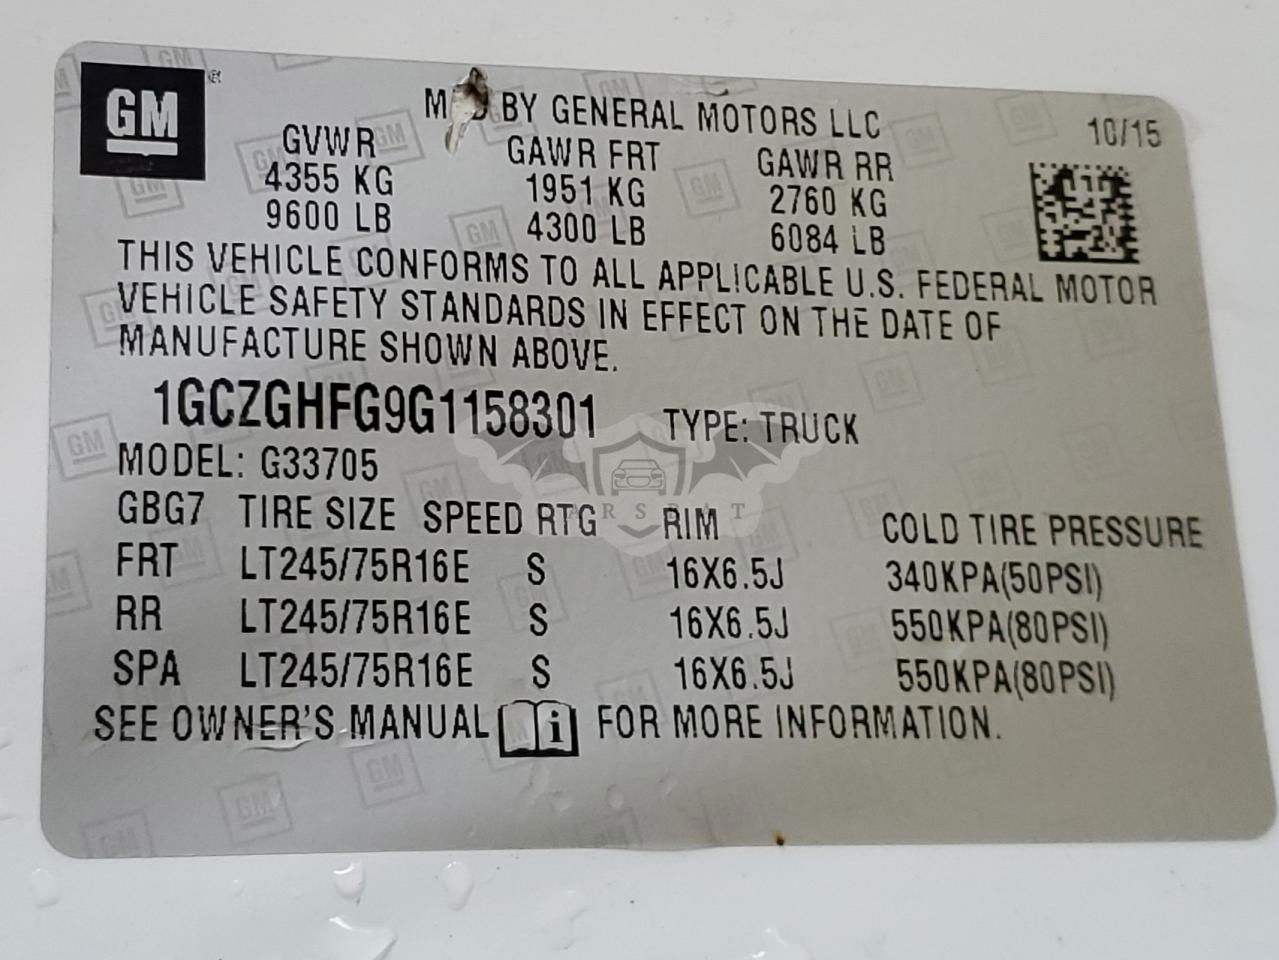 GM ®
MFD BY GENERAL MOTORS LLC 10/15
GVWR GAWR FRT GAWR RR
4355 KG 1951 KG 2760 KG
9600 LB 4300 LB 6084 LB
THIS VEHICLE CONFORMS TO ALL APPLICABLE U.S. FEDERAL MOTOR
VEHICLE SAFETY STANDARDS IN EFFECT ON THE DATE OF
MANUFACTURE SHOWN ABOVE.
1GCZGHFG9G1158301 TYPE: TRUCK
MODEL: G33705
GBG7 TIRE SIZE SPEED RTG RIM COLD TIRE PRESSURE
FRT LT245/75R16E S 16X6.5J 340KPA(50PSI)
RR LT245/75R16E S 16X6.5J 550KPA(80PSI)
SPA LT245/75R16E S 16X6.5J 550KPA(80PSI)
SEE OWNER'S MANUAL i FOR MORE INFORMATION.